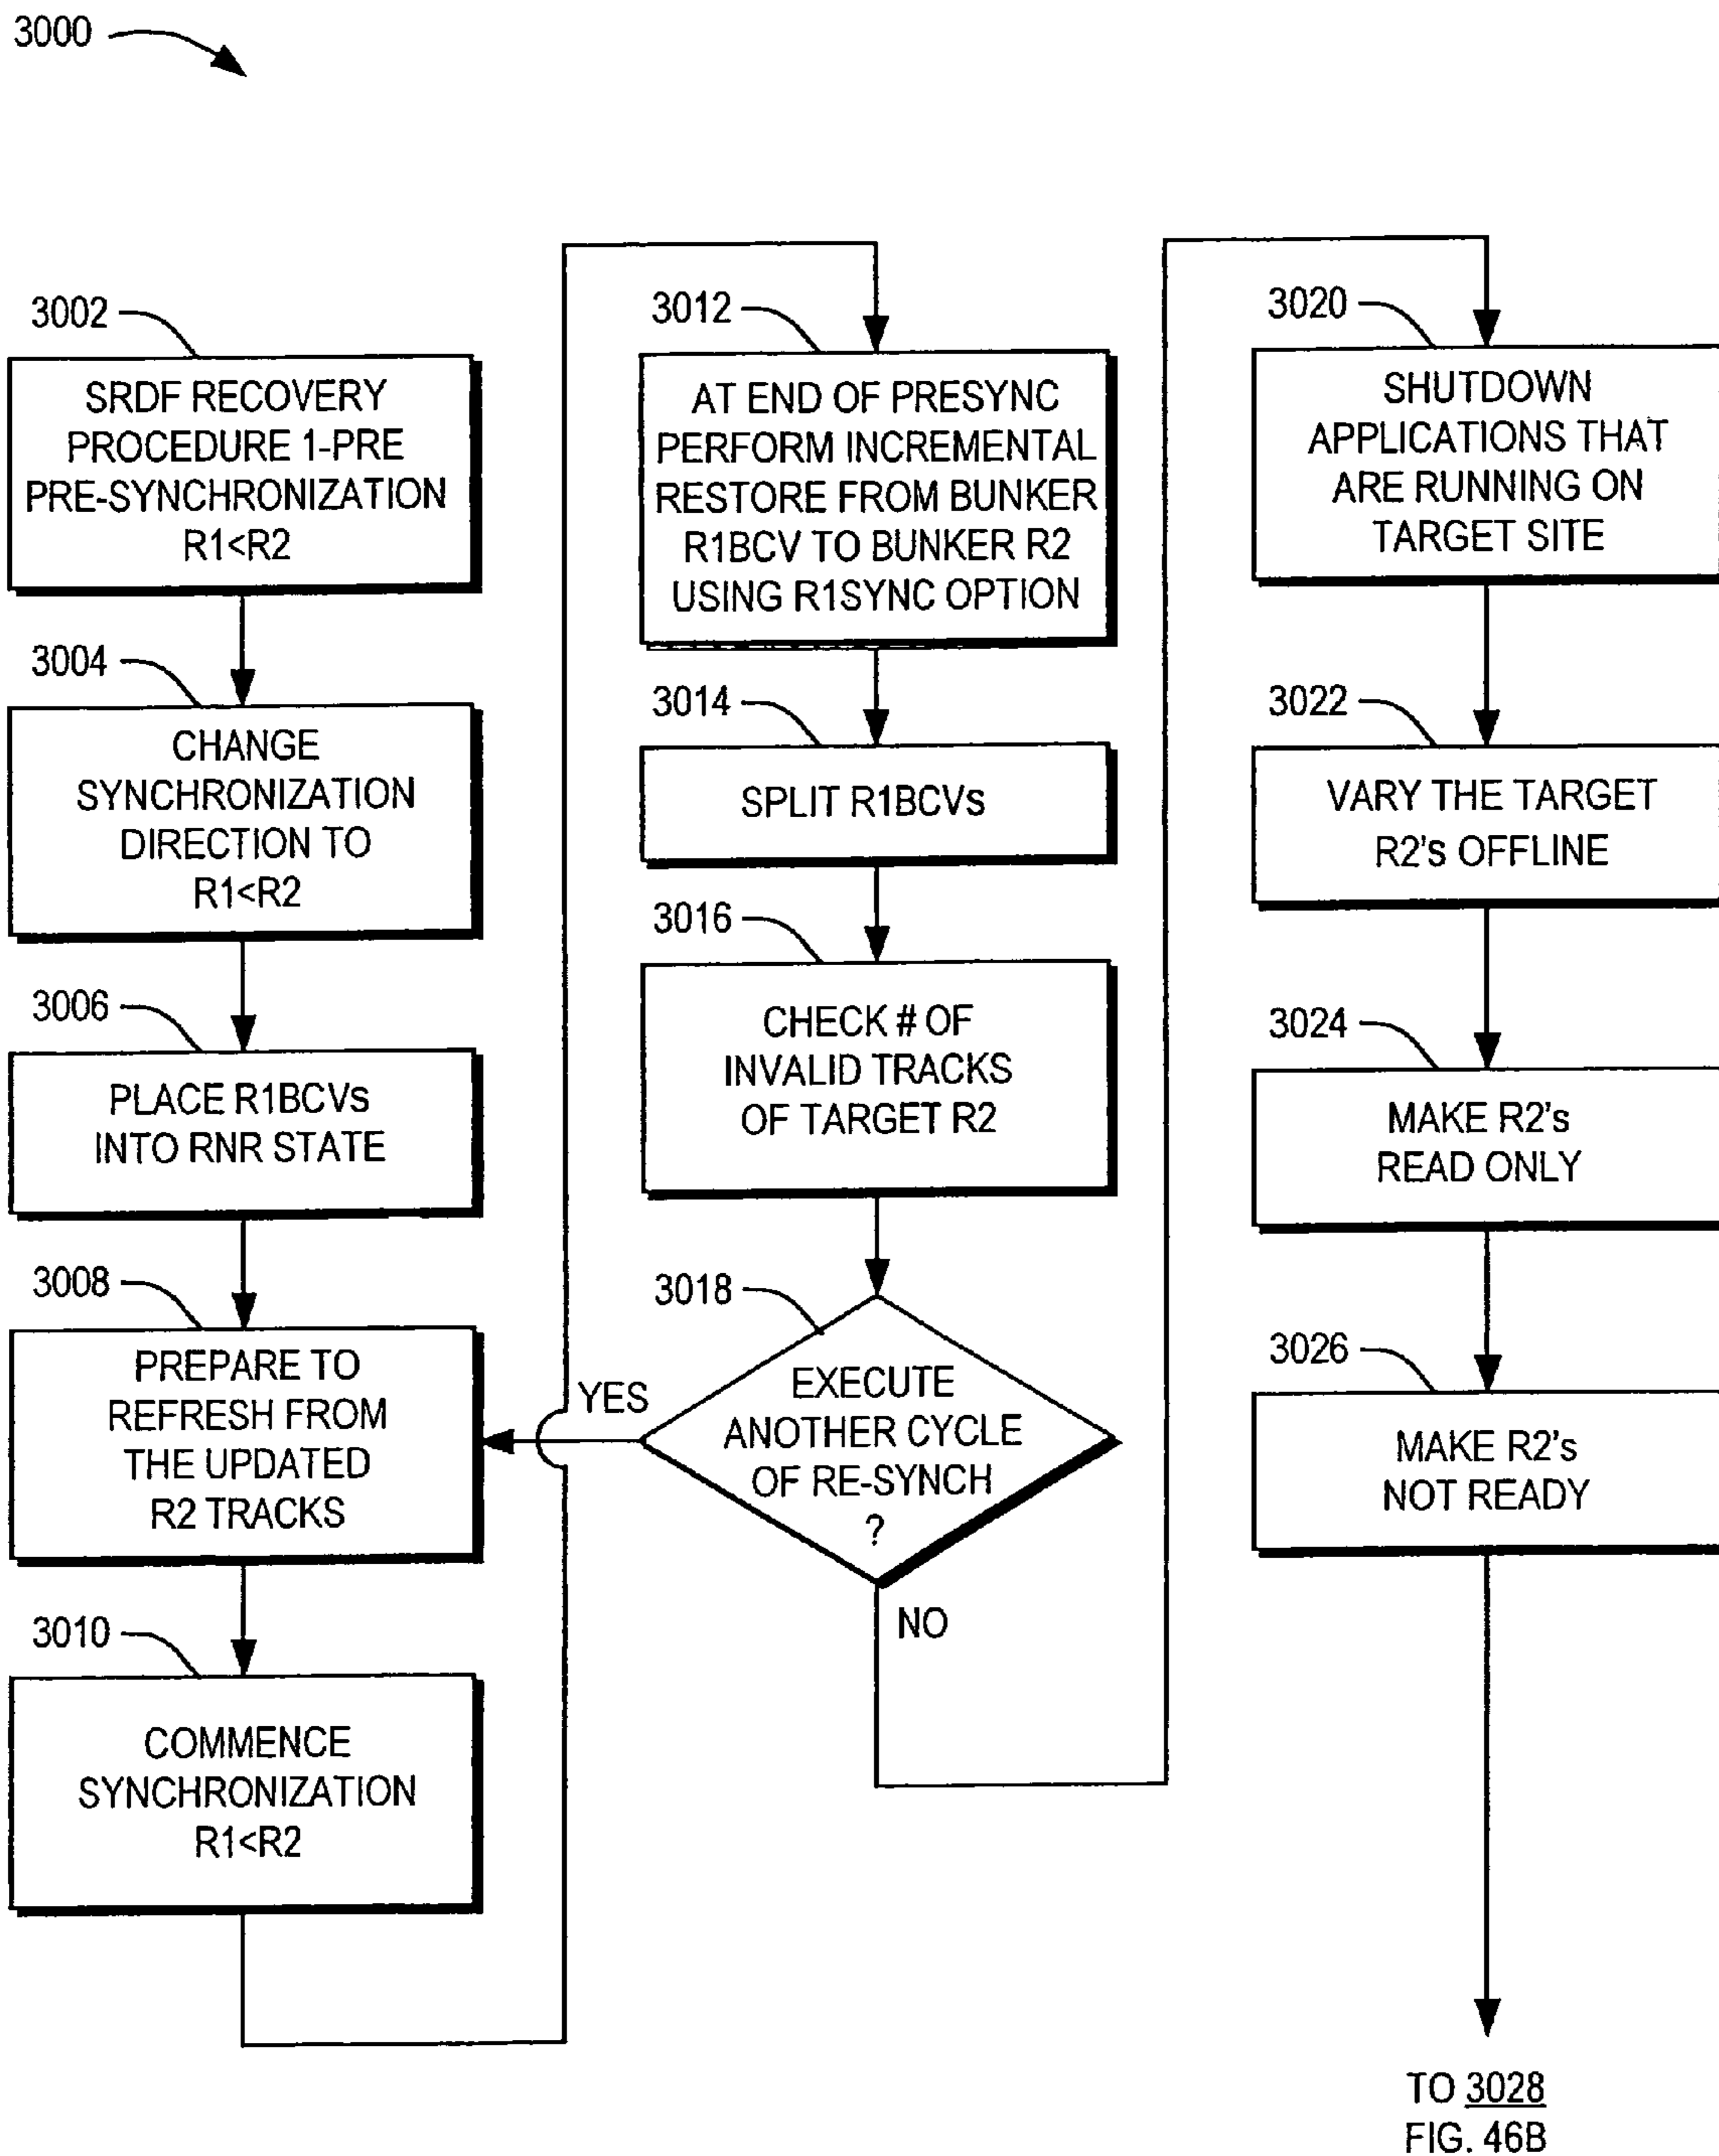 3000
3002
SRDF RECOVERY
PROCEDURE 1-PRE
PRE-SYNCHRONIZATION
R1<R2
3004
CHANGE
SYNCHRONIZATION
DIRECTION TO
R1<R2
3006
PLACE R1BCVs
INTO RNR STATE
3008
PREPARE TO
REFRESH FROM
THE UPDATED
R2 TRACKS
3010
COMMENCE
SYNCHRONIZATION
R1<R2
3012
AT END OF PRESYNC
PERFORM INCREMENTAL
RESTORE FROM BUNKER
R1BCV TO BUNKER R2
USING R1SYNC OPTION
3014
SPLIT R1BCVs
3016
CHECK # OF
INVALID TRACKS
OF TARGET R2
3018
EXECUTE
ANOTHER CYCLE
OF RE-SYNCH
?
YES
NO
3020
SHUTDOWN
APPLICATIONS THAT
ARE RUNNING ON
TARGET SITE
3022
VARY THE TARGET
R2's OFFLINE
3024
MAKE R2's
READ ONLY
3026
MAKE R2's
NOT READY
TO 3028
FIG. 46B